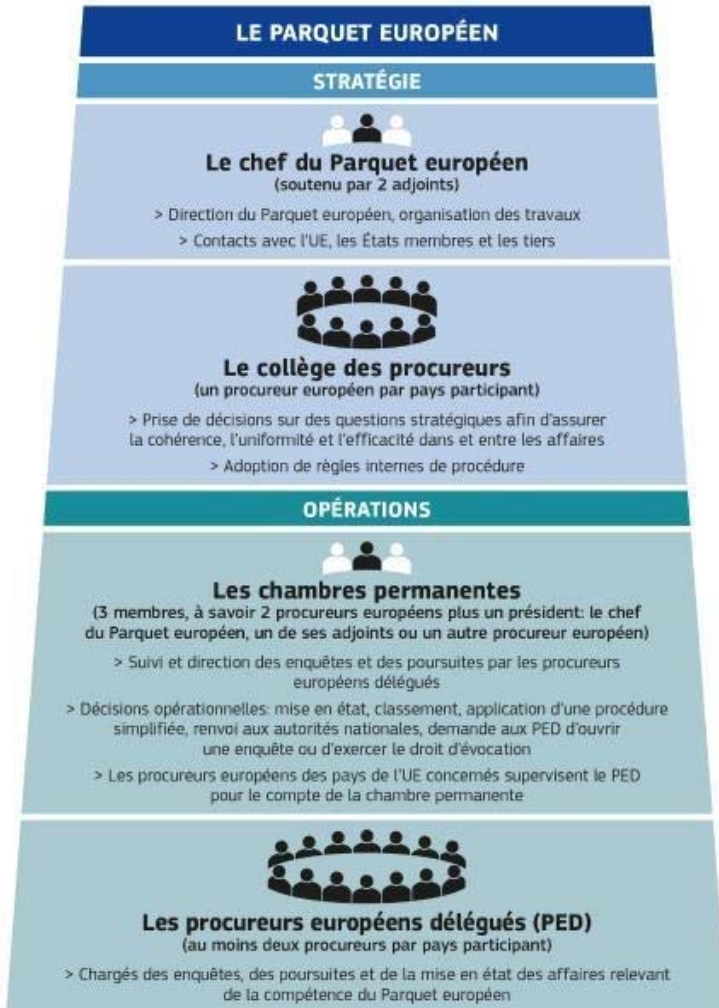 LE PARQUET EUROPÉEN
STRATÉGIE
Le chef du Parquet européen
(soutenu par 2 adjoints)
> Direction du Parquet européen, organisation des travaux
> Contacts avec l'UE, les États membres et les tiers
Le collège des procureurs
(un procureur européen par pays participant)
> Prise de décisions sur des questions stratégiques afin d'assurer
la cohérence, l'uniformité et l'efficacité dans et entre les affaires
> Adoption de règles internes de procédure
OPÉRATIONS
Les chambres permanentes
(3 membres, à savoir 2 procureurs européens plus un président: le chef
du Parquet européen, un de ses adjoints ou un autre procureur européen)
> Suivi et direction des enquêtes et des poursuites par les procureurs
européens délégués
> Décisions opérationnelles: mise en état, classement, application d'une procédure
simplifiée, renvoi aux autorités nationales, demande aux PED d'ouvrir
une enquête ou d'exercer le droit d'évocation
> Les procureurs européens des pays de l'UE concernés supervisent le PED
pour le compte de la chambre permanente
Les procureurs européens délégués (PED)
(au moins deux procureurs par pays participant)
> Chargés des enquêtes, des poursuites et de la mise en état des affaires relevant
de la compétence du Parquet européen